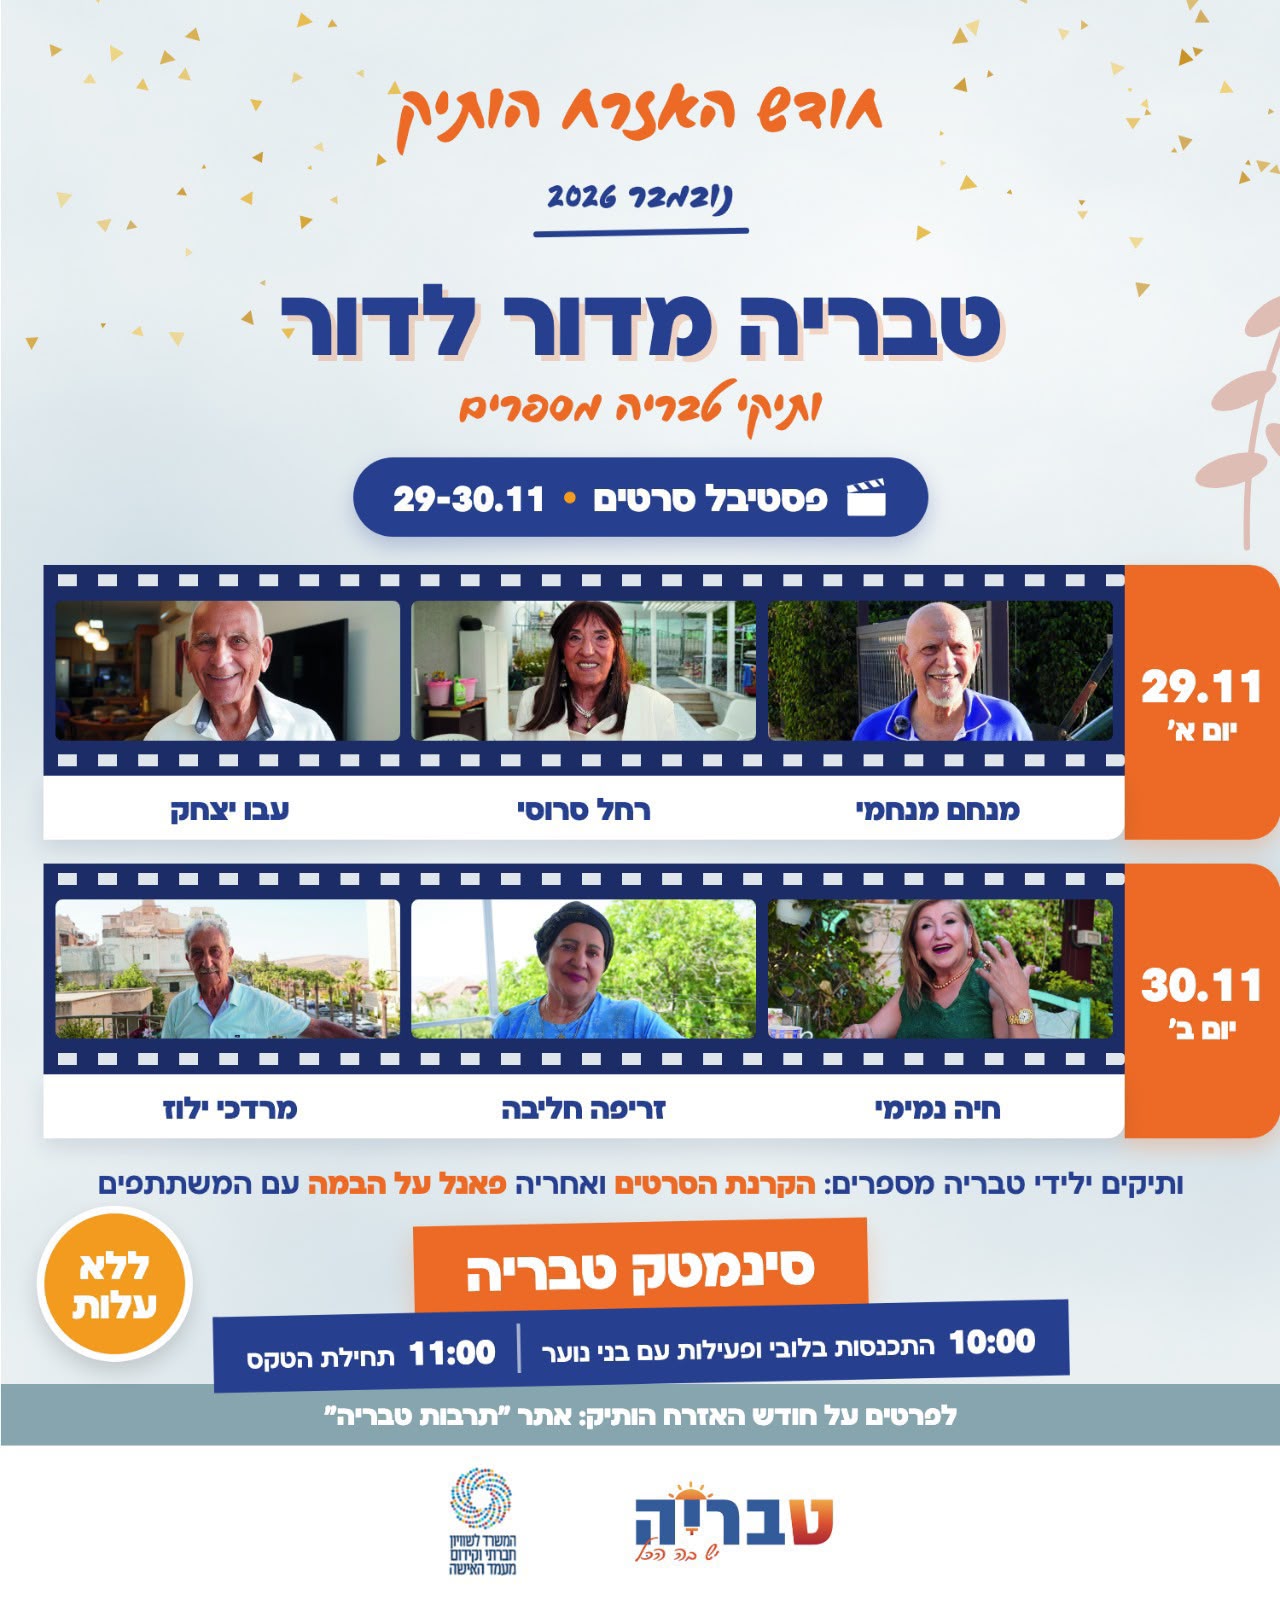 חודש האזרח הותיק
נובמבר 2026
טבריה מדור לדור
ותיקי טבריה מספרים
פסטיבל סרטים • 29-30.11
29.11
יום א'
מנחם מנחמי
רחל סרוסי
עבו יצחק
30.11
יום ב'
חיה נמימי
זריפה חליבה
מרדכי ילוז
ותיקים ילידי טבריה מספרים: הקרנת הסרטים ואחריה פאנל על הבמה עם המשתתפים
ללא
עלות
סינמטק טבריה
10:00 התכנסות בלובי ופעילות עם בני נוער | 11:00 תחילת הטקס
לפרטים על חודש האזרח הותיק: אתר "תרבות טבריה"
טבריה
יש בה הכל
המשרד לשוויון
חברתי וקידום
מעמד האישה